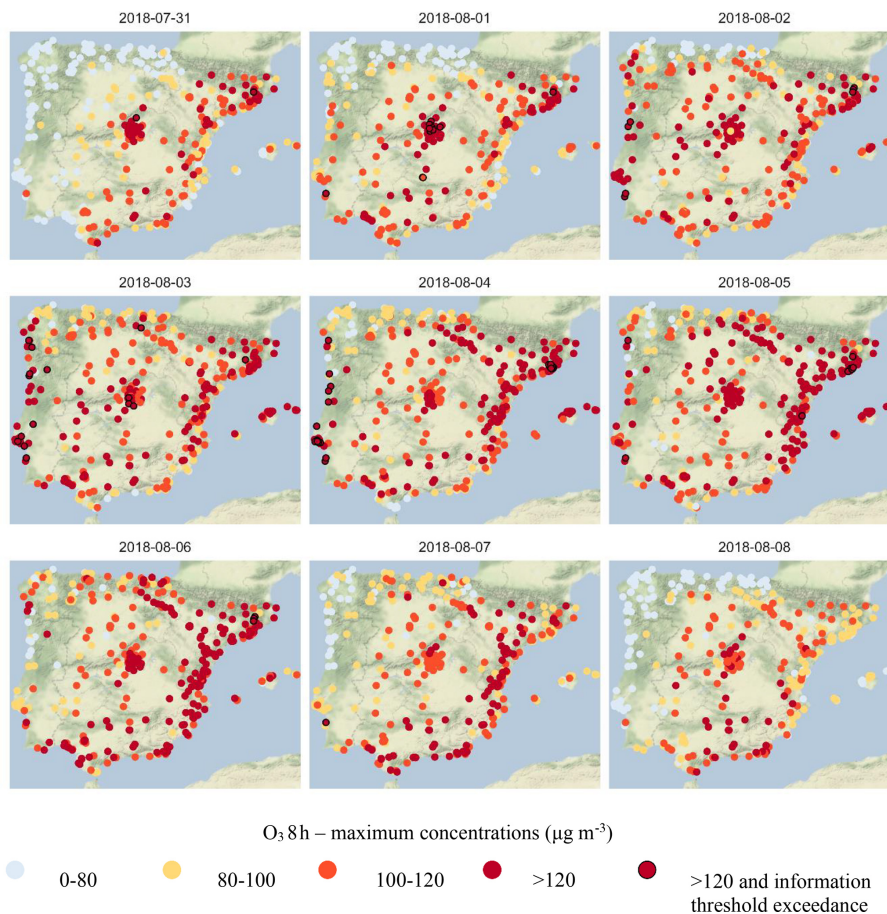 2018-07-31 2018-08-01 2018-08-02
2018-08-03 2018-08-04 2018-08-05
2018-08-06 2018-08-07 2018-08-08
O₃ 8h – maximum concentrations (µg m⁻³)
0-80 80-100 100-120 >120 >120 and information
threshold exceedance